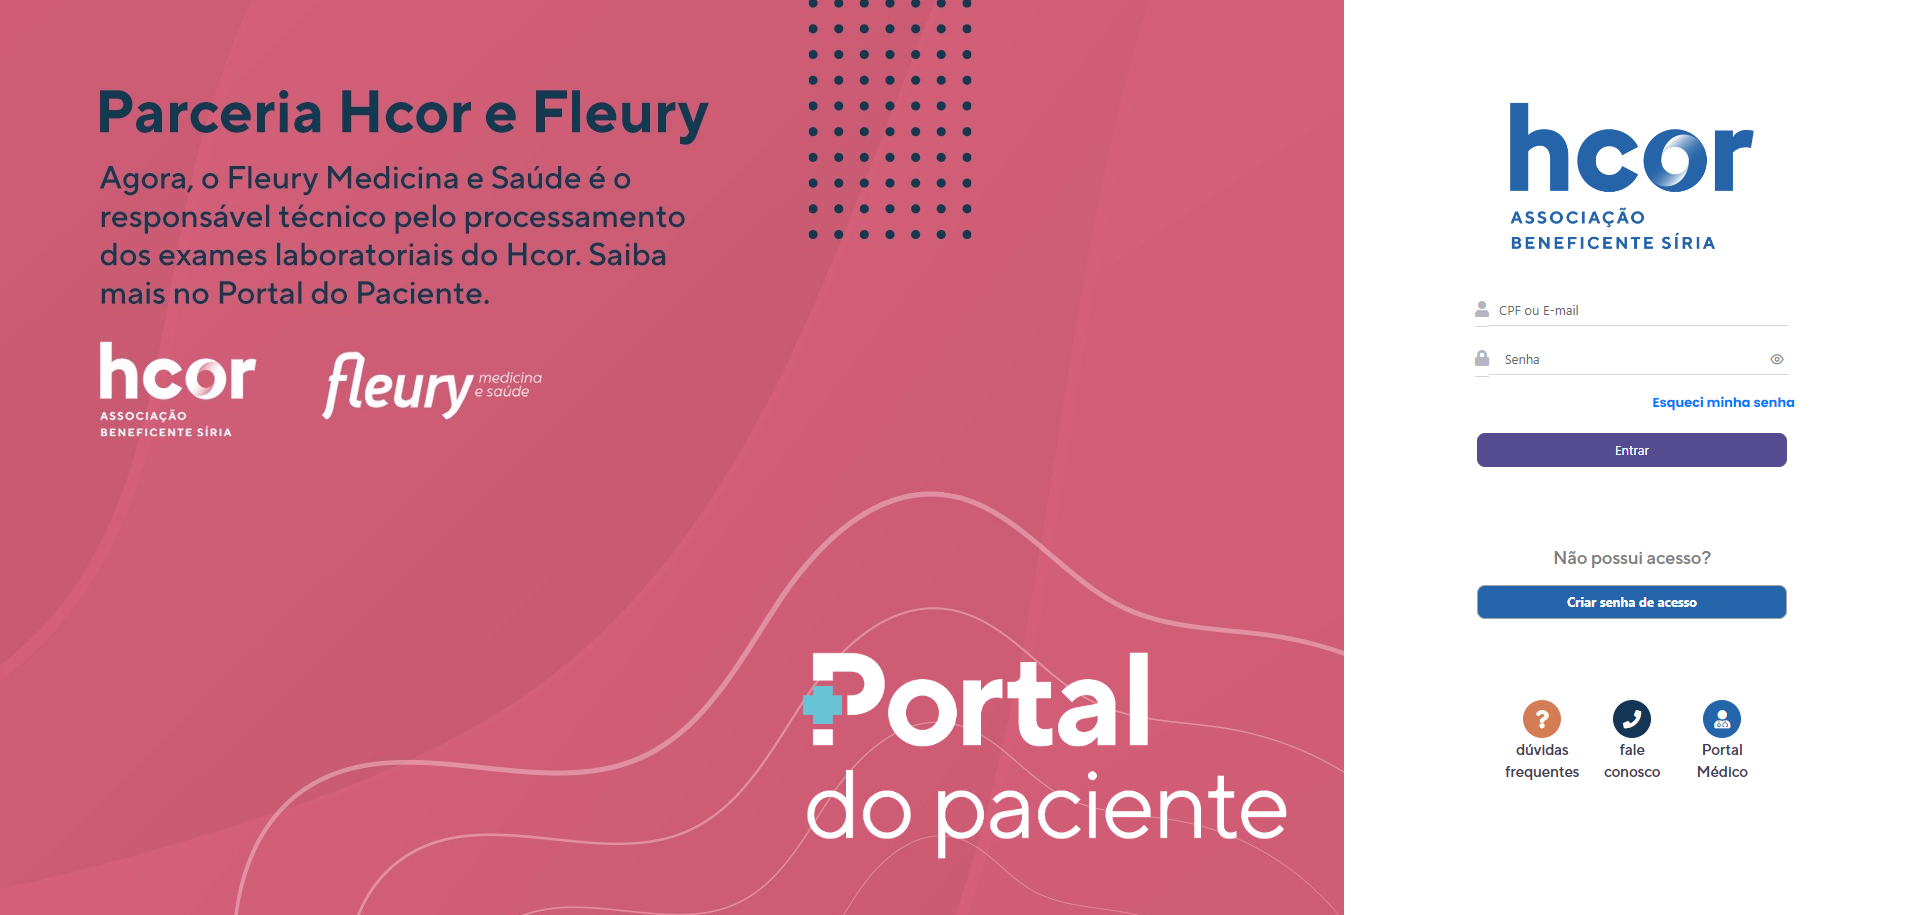 Parceria Hcor e Fleury
Agora, o Fleury Medicina e Saúde é o
responsável técnico pelo processamento
dos exames laboratoriais do Hcor. Saiba
mais no Portal do Paciente.
hcor
ASSOCIAÇÃO
BENEFICENTE SÍRIA
fleury medicina
e saúde
Portal
do paciente
hcor
ASSOCIAÇÃO
BENEFICENTE SÍRIA
CPF ou E-mail
Senha
Esqueci minha senha
Entrar
Não possui acesso?
Criar senha de acesso
dúvidas
frequentes
fale
conosco
Portal
Médico